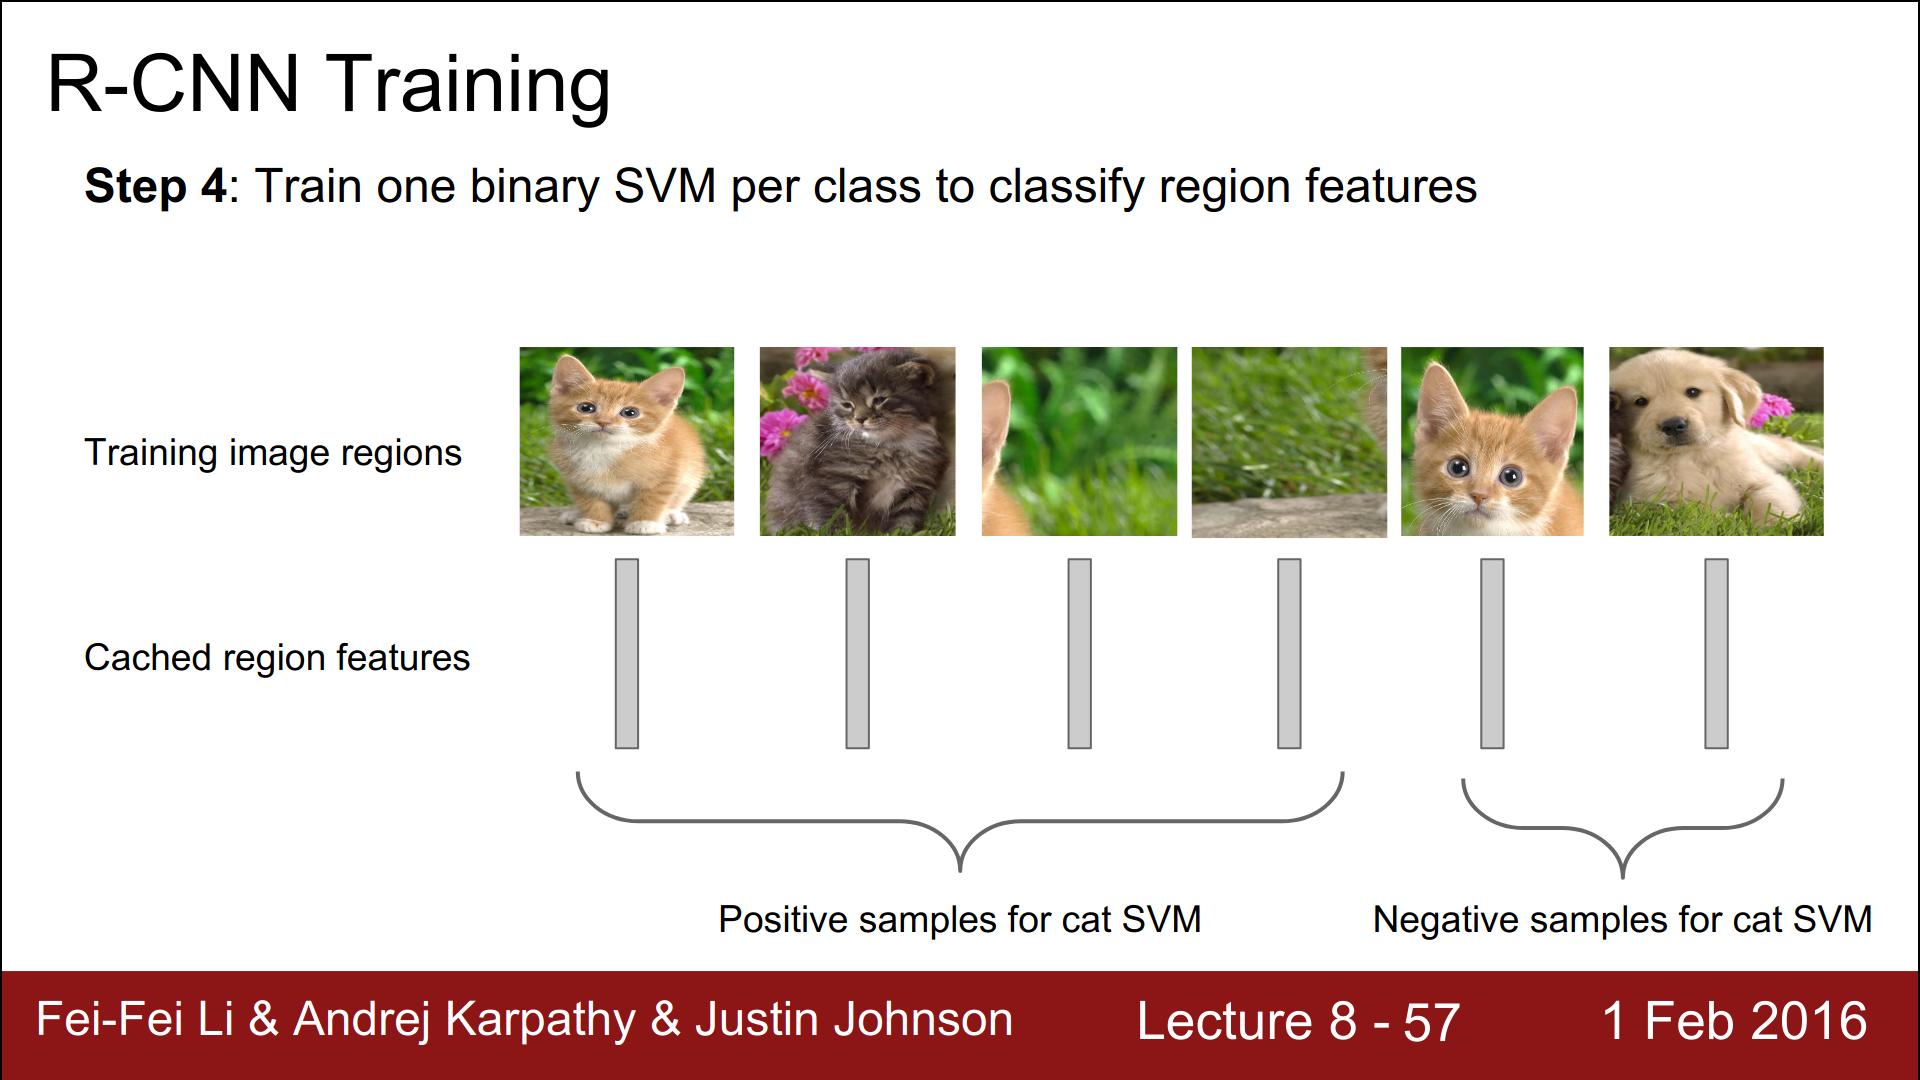 R-CNN Training
Step 4: Train one binary SVM per class to classify region features
Training image regions
Cached region features
Positive samples for cat SVM
Negative samples for cat SVM
Fei-Fei Li & Andrej Karpathy & Justin Johnson
Lecture 8 - 57
1 Feb 2016